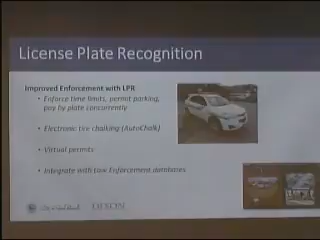 License Plate Recognition
Improved Enforcement with LPR
• Enforce time limits, permit parking,
pay by plate concurrently
• Electronic tire chalking (AutoChalk)
• Virtual permits
• Integrate with Law Enforcement databases
DIXON